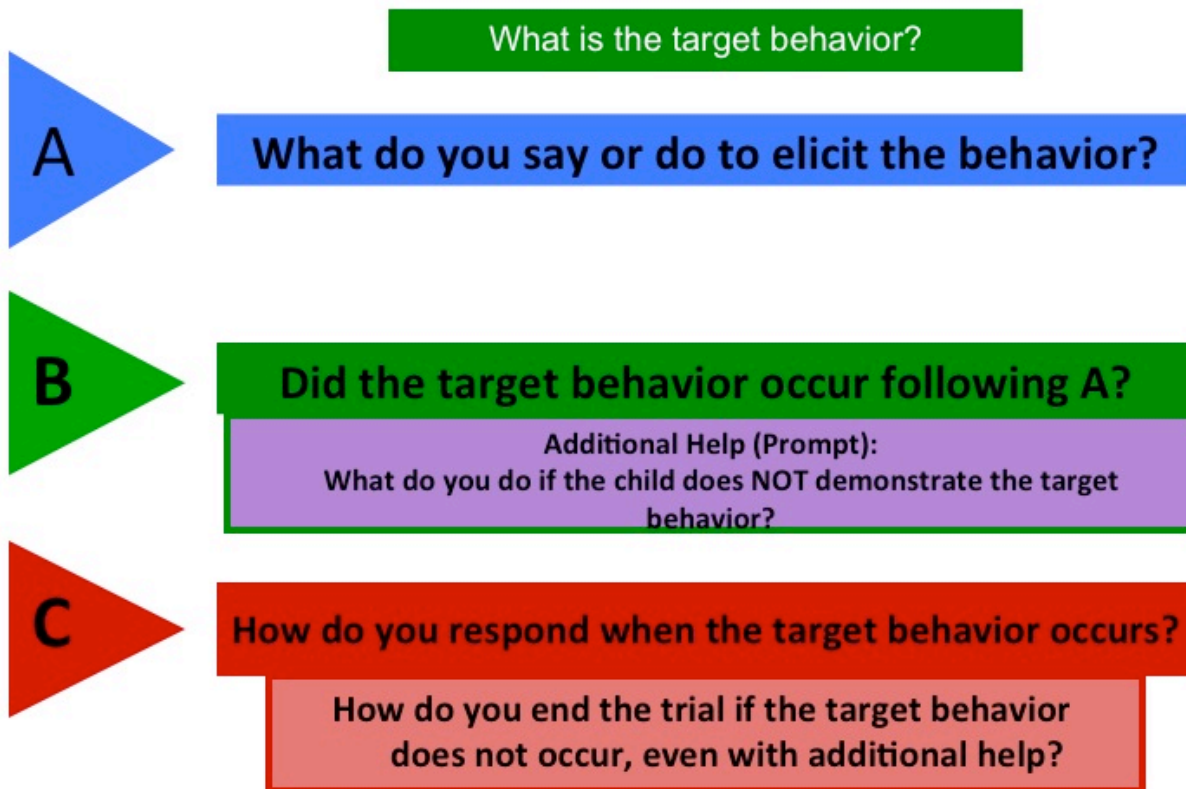 What is the target behavior?
A
What do you say or do to elicit the behavior?
B
Did the target behavior occur following A?
Additional Help (Prompt):
What do you do if the child does NOT demonstrate the target
behavior?
C
How do you respond when the target behavior occurs?
How do you end the trial if the target behavior
does not occur, even with additional help?